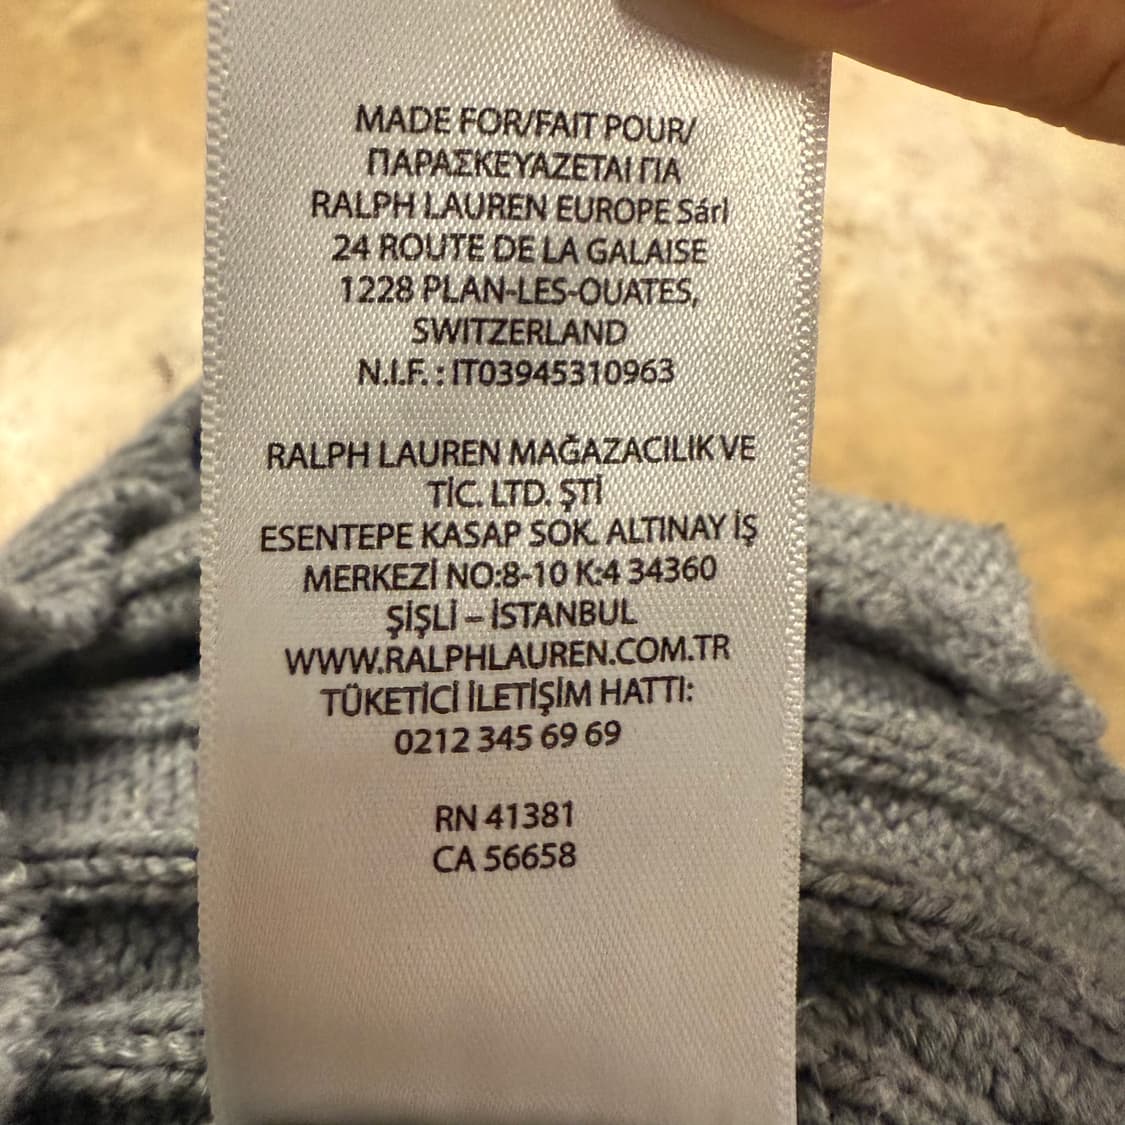 MADE FOR/FAIT POUR/
ΠΑΡΑΣΚΕΥΑΖΕΤΑΙ ΓΙΑ
RALPH LAUREN EUROPE Sárl
24 ROUTE DE LA GALAISE
1228 PLAN-LES-OUATES,
SWITZERLAND
N.I.F. : IT03945310963
RALPH LAUREN MAĞAZACILIK VE
TİC. LTD. ŞTİ
ESENTEPE KASAP SOK. ALTINAY İŞ
MERKEZİ NO:8-10 K:4 34360
ŞİŞLİ – İSTANBUL
WWW.RALPHLAUREN.COM.TR
TÜKETİCİ İLETİŞİM HATTI:
0212 345 69 69
RN 41381
CA 56658